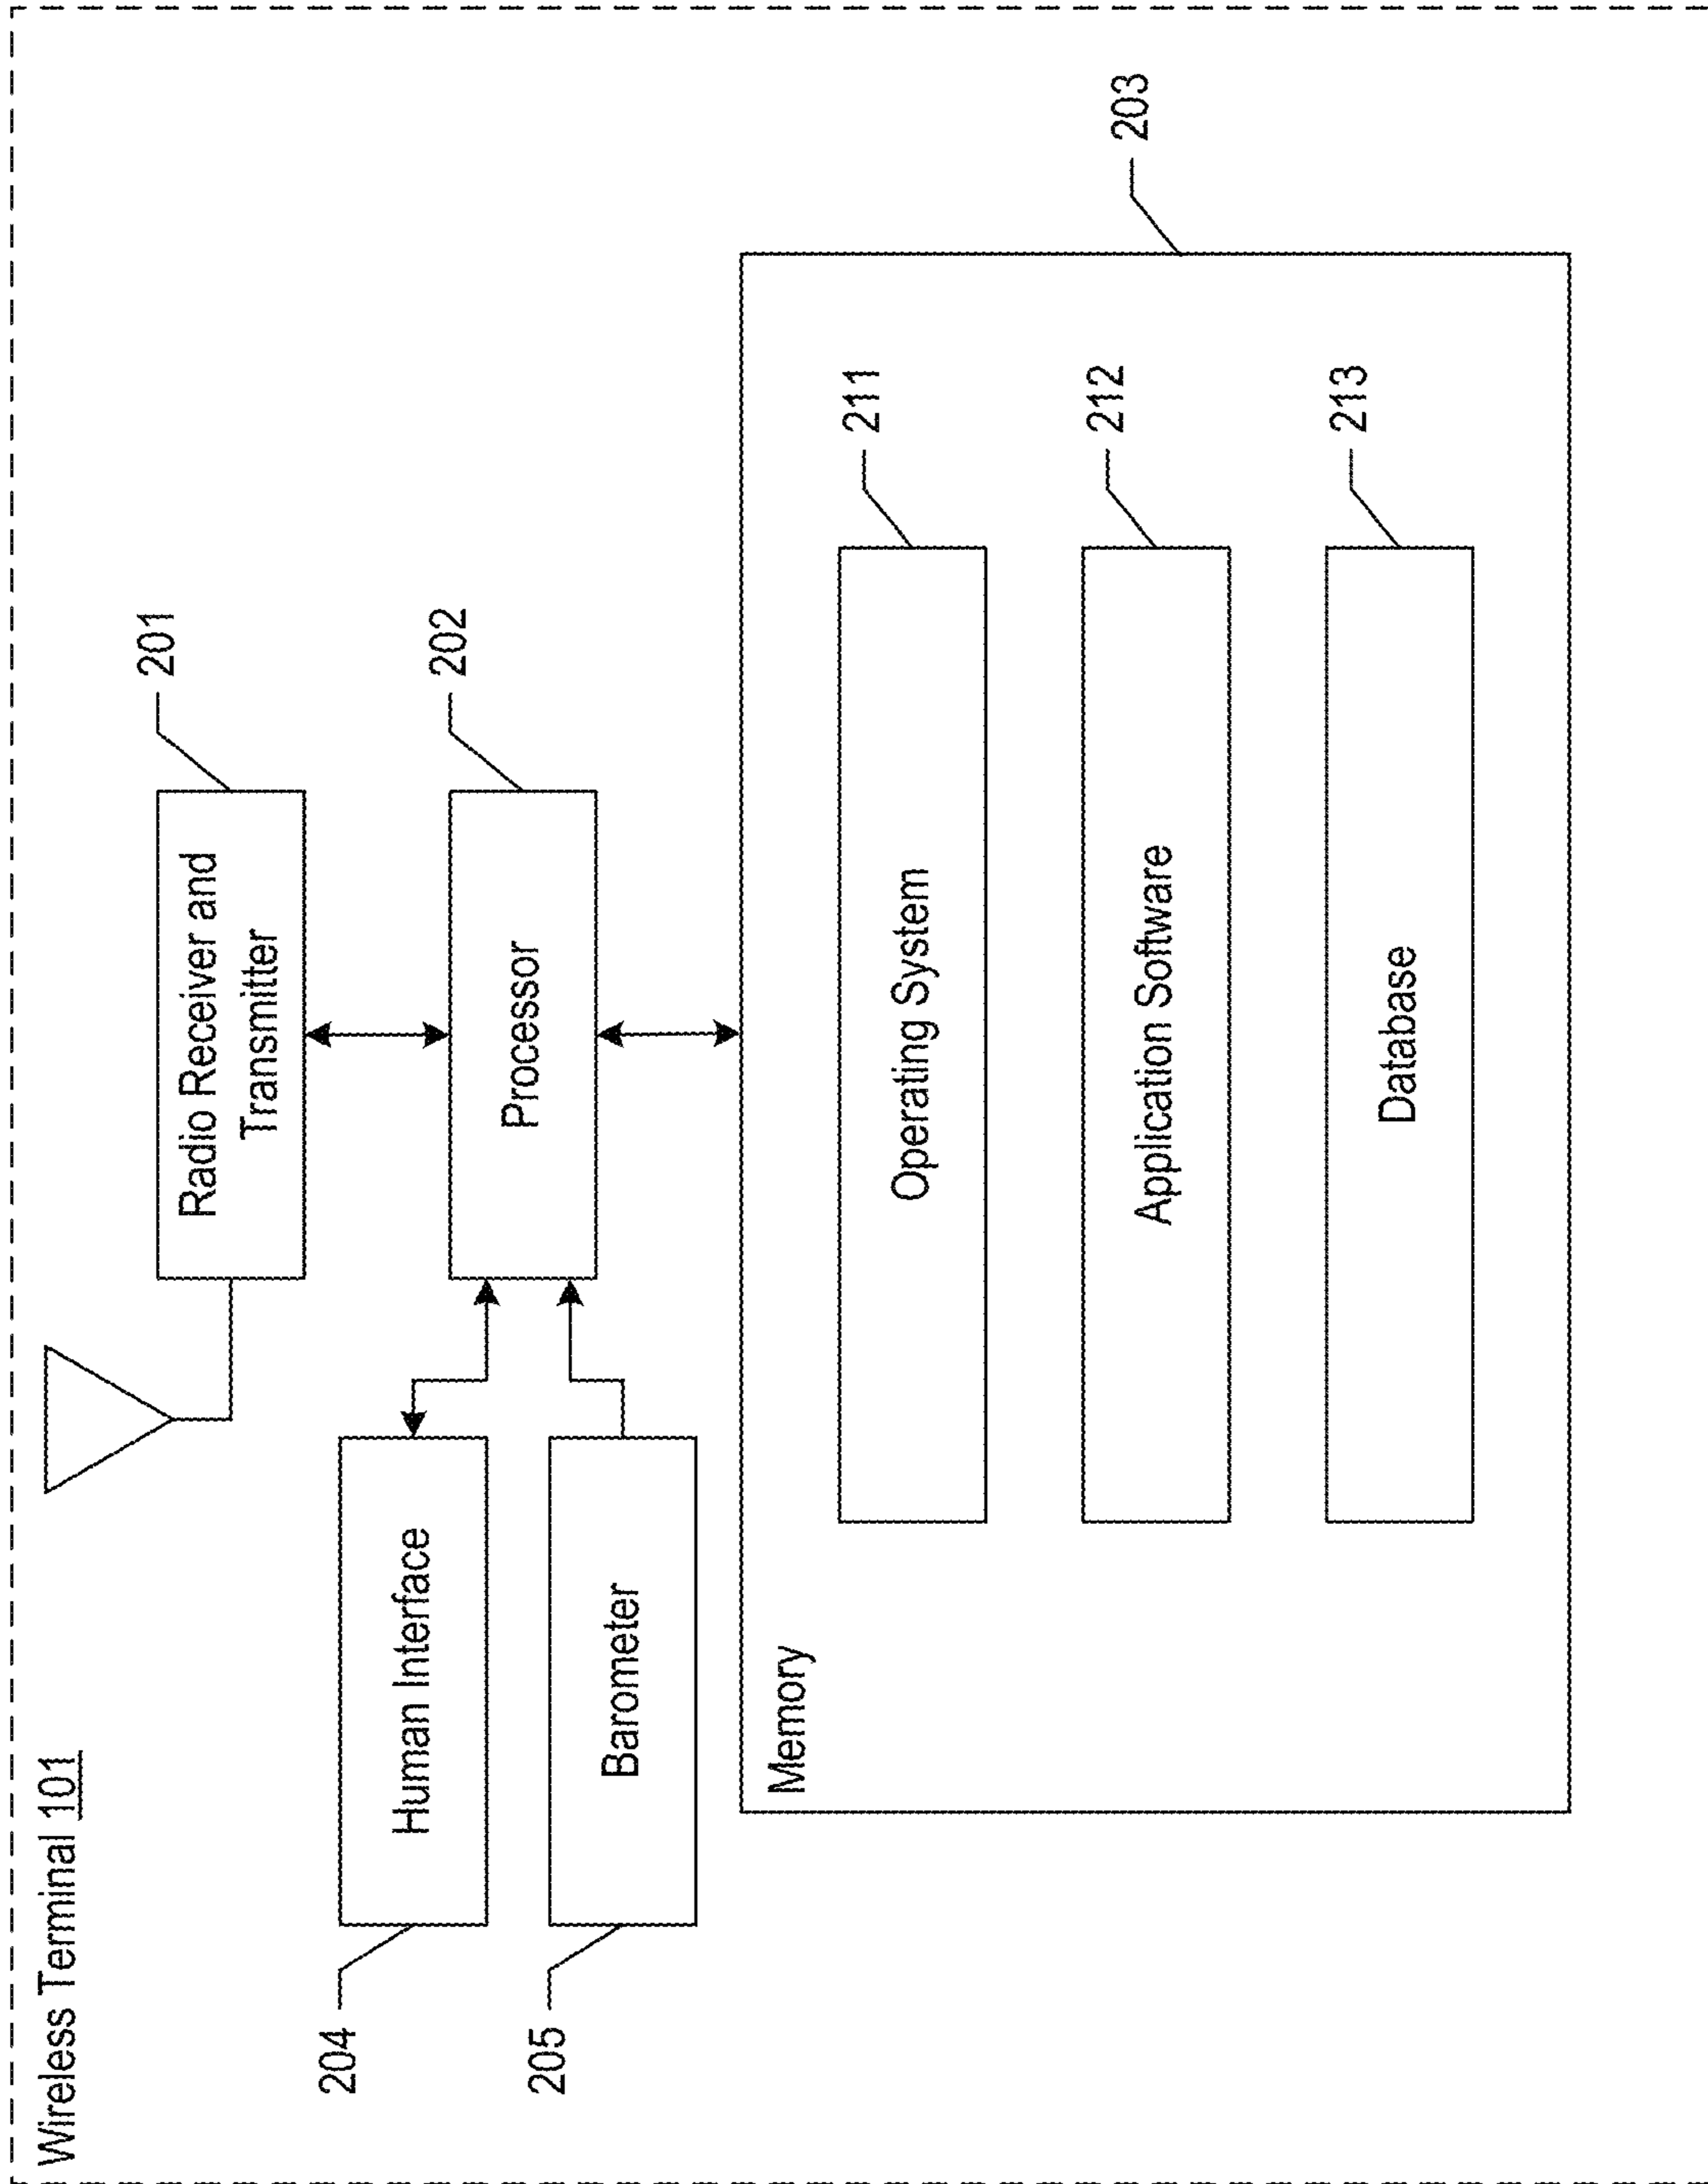 Wireless Terminal 101
Radio Receiver and
Transmitter
201
Human Interface
204
Processor
202
Barometer
205
Memory
203
Operating System
211
Application Software
212
Database
213